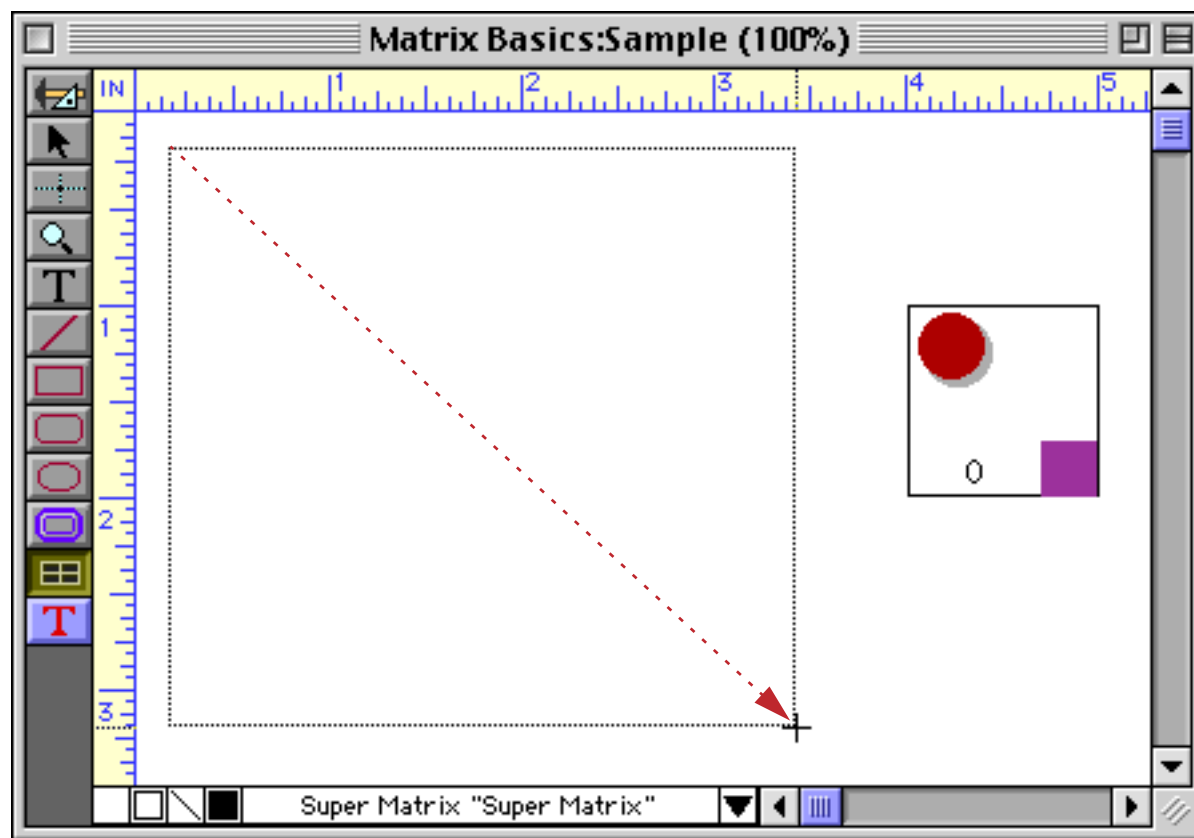 Matrix Basics:Sample (100%)
IN 1 2 3 4 5
T
1
0
2
T
3
Super Matrix "Super Matrix"